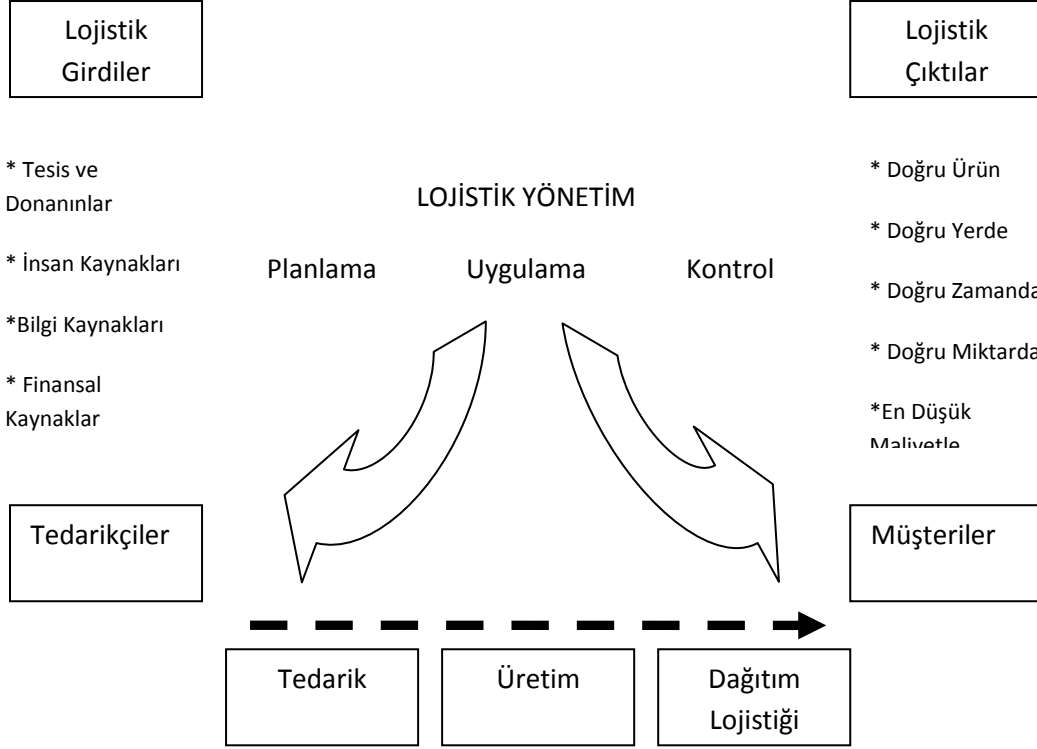 Lojistik
Girdiler
* Tesis ve
Donanınlar
* İnsan Kaynakları
*Bilgi Kaynakları
* Finansal
Kaynaklar
Tedarikçiler
LOJİSTİK YÖNETİM
Planlama Uygulama Kontrol
Lojistik
Çıktılar
* Doğru Ürün
* Doğru Yerde
* Doğru Zamanda
* Doğru Miktarda
*En Düşük
Maliyetle
Müşteriler
Tedarik
Üretim
Dağıtım
Lojistiği